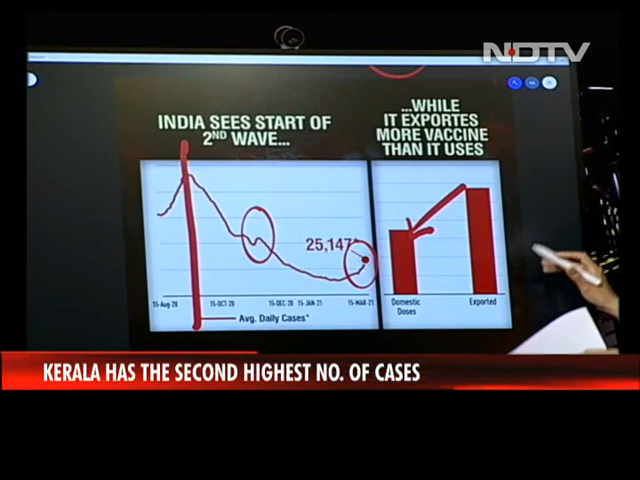 NDTV
INDIA SEES START OF
2ND WAVE...
...WHILE
IT EXPORTES
MORE VACCINE
THAN IT USES
25,147*
15-Aug-20
15-OCT-20
15-DEC-20
15-JAN-21
15-MAR-21
Avg. Daily Cases*
Domestic
Doses
Exported
KERALA HAS THE SECOND HIGHEST NO. OF CASES